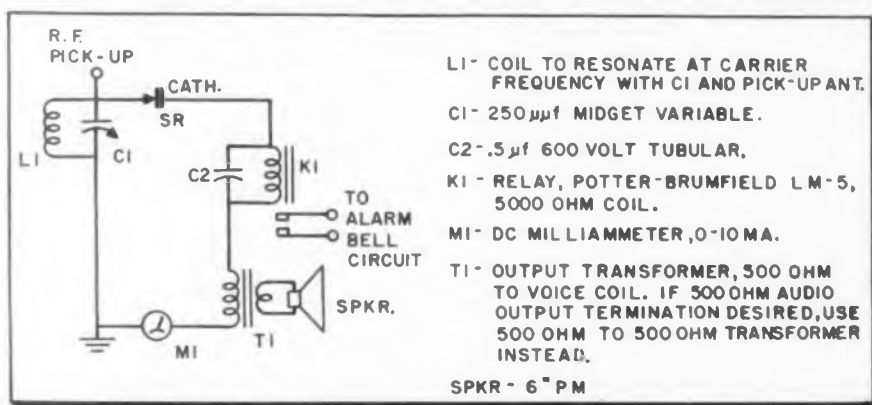 R.F.
PICK-UP
CATH.
SR
L1
C1
C2
K1
TO
ALARM
BELL
CIRCUIT
SPKR.
M1
T1
L1- COIL TO RESONATE AT CARRIER
FREQUENCY WITH C1 AND PICK-UP ANT.
C1- 250µµf MIDGET VARIABLE.
C2-.5µf 600 VOLT TUBULAR.
K1- RELAY, POTTER-BRUMFIELD LM-5,
5000 OHM COIL.
M1- DC MILLIAMMETER, 0-10 MA.
T1- OUTPUT TRANSFORMER, 500 OHM
TO VOICE COIL. IF 500 OHM AUDIO
OUTPUT TERMINATION DESIRED, USE
500 OHM TO 500 OHM TRANSFORMER
INSTEAD.
SPKR- 6" PM